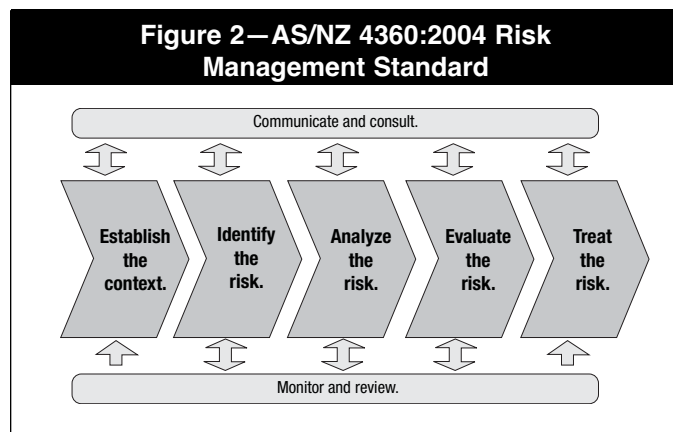 Figure 2—AS/NZ 4360:2004 Risk
Management Standard
Communicate and consult.
Establish
the
context.
Identify
the
risk.
Analyze
the
risk.
Evaluate
the
risk.
Treat
the
risk.
Monitor and review.